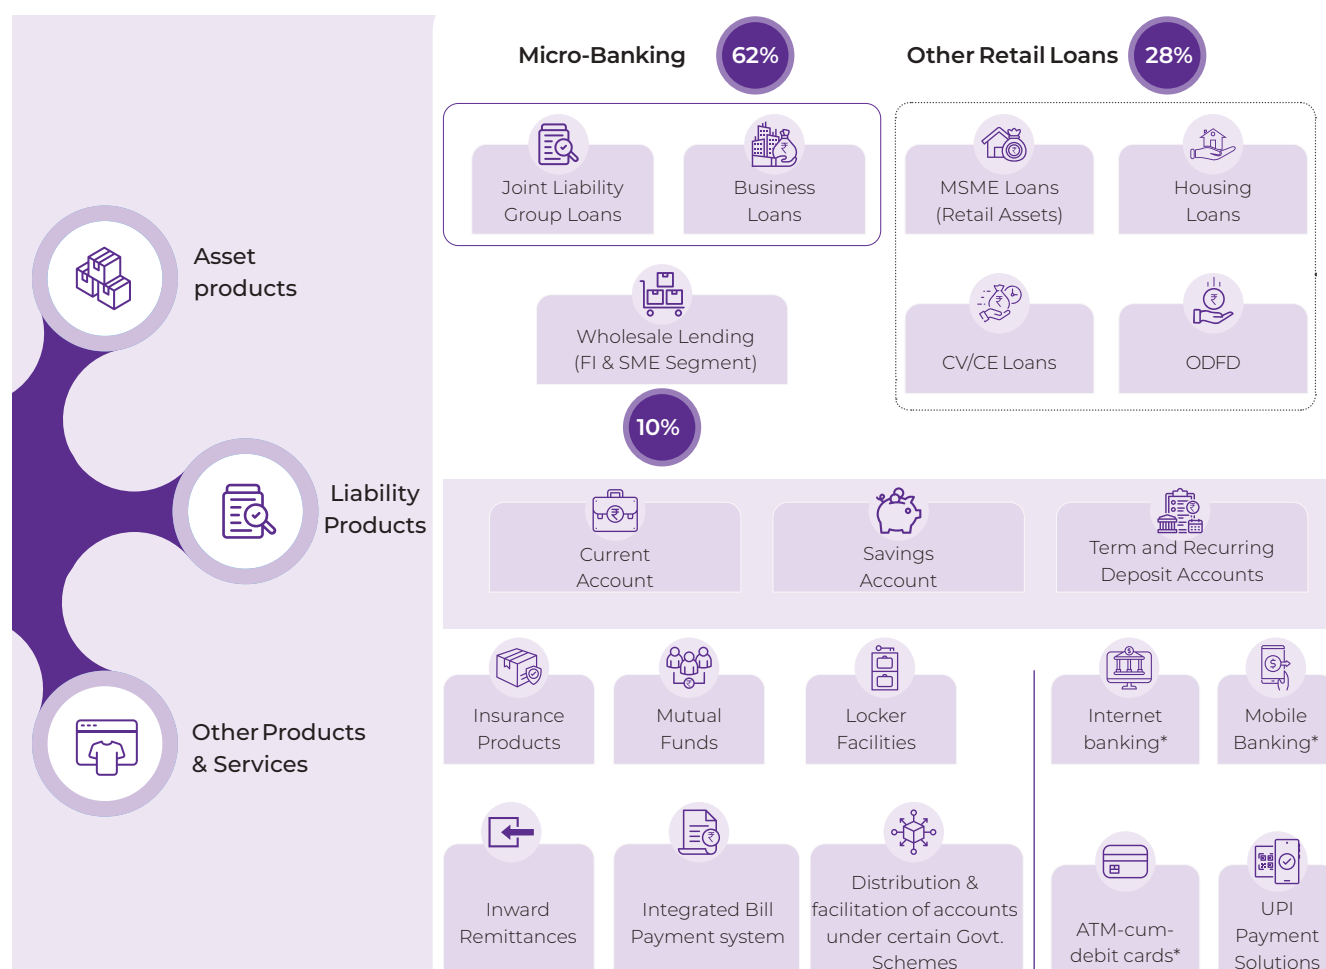 Micro-Banking
62%
Other Retail Loans
28%
Joint Liability
Group Loans
Business
Loans
MSME Loans
(Retail Assets)
Housing
Loans
Asset
products
Wholesale Lending
(FI & SME Segment)
10%
CV/CE Loans
ODFD
Liability
Products
Current
Account
Savings
Account
Term and Recurring
Deposit Accounts
Other Products
& Services
Insurance
Products
Mutual
Funds
Locker
Facilities
Internet
banking*
Mobile
Banking*
Inward
Remittances
Integrated Bill
Payment system
Distribution &
facilitation of accounts
under certain Govt.
Schemes
ATM-cum-
debit cards*
UPI
Payment
Solutions